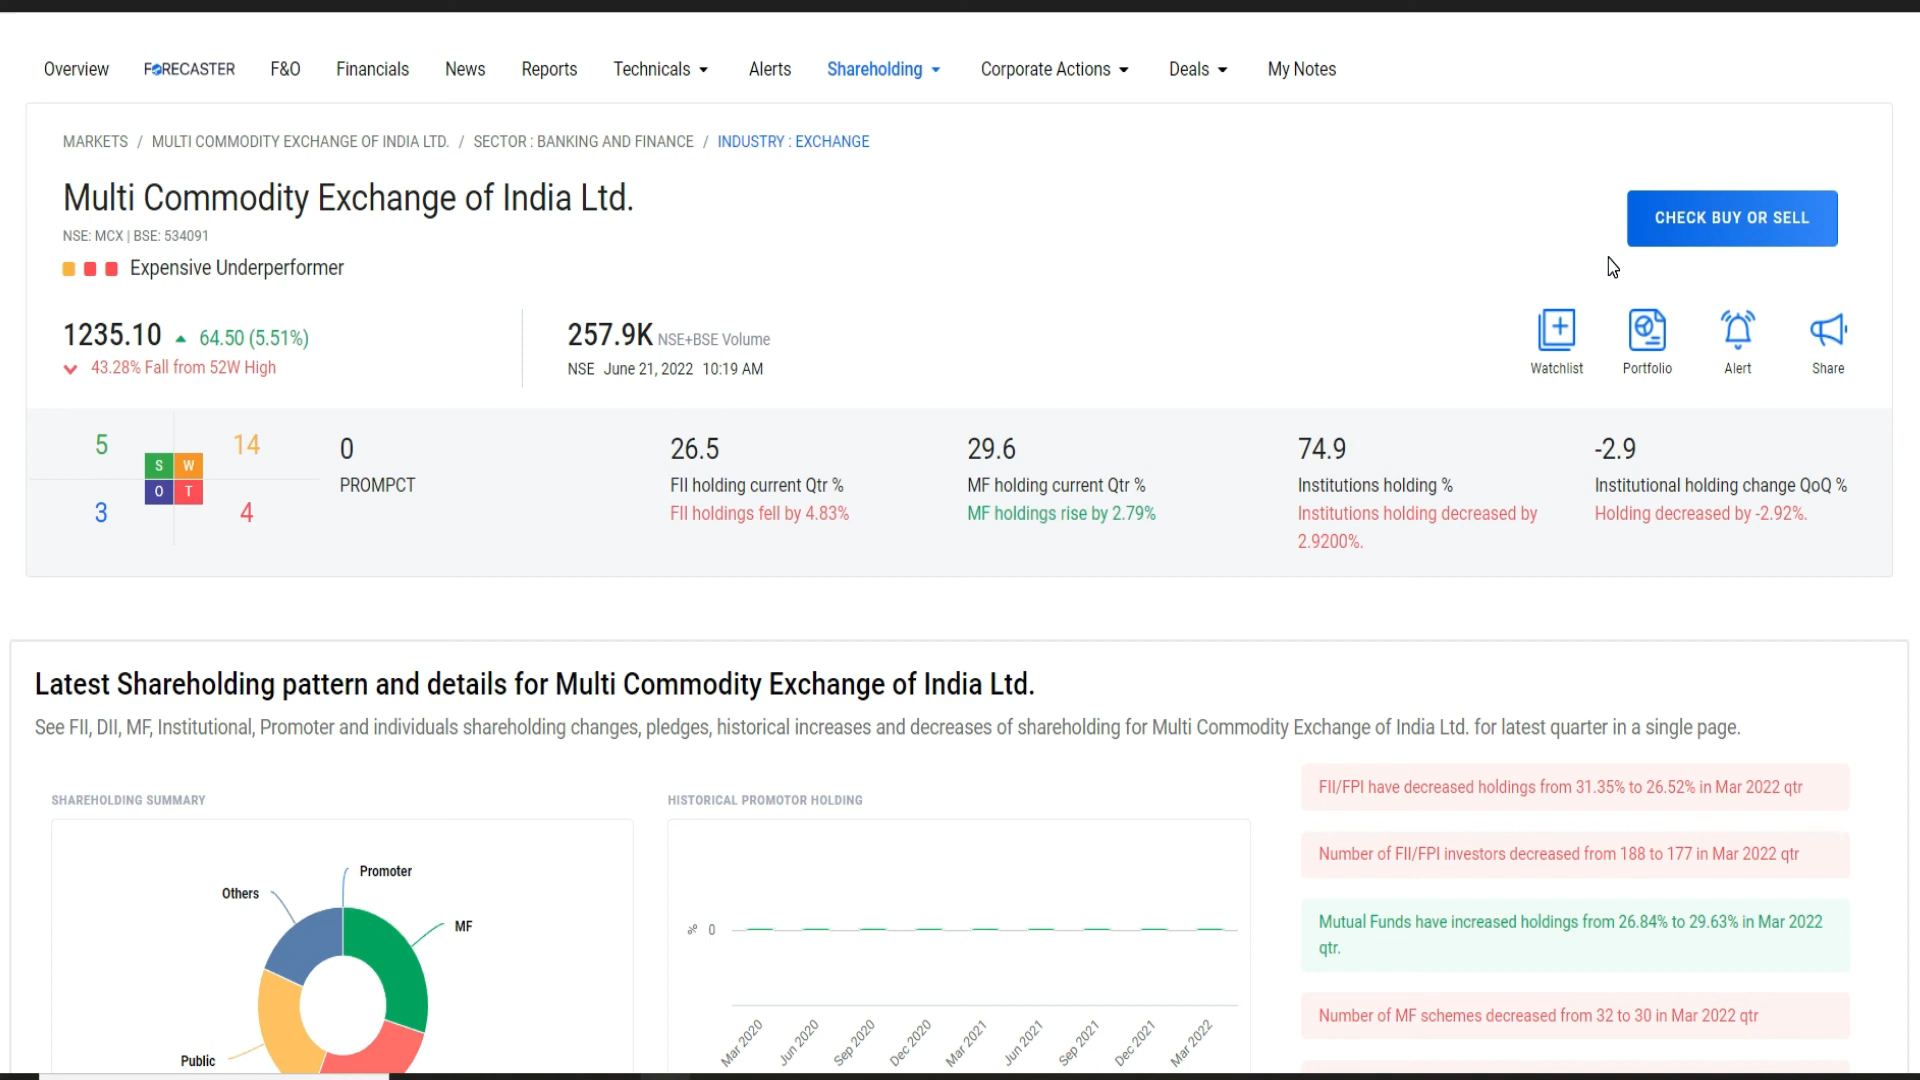 Overview FORECASTER F&O Financials News Reports Technicals Alerts Shareholding Corporate Actions Deals My Notes
MARKETS / MULTI COMMODITY EXCHANGE OF INDIA LTD. / SECTOR : BANKING AND FINANCE / INDUSTRY : EXCHANGE
Multi Commodity Exchange of India Ltd.
CHECK BUY OR SELL
NSE: MCX | BSE: 534091
Expensive Underperformer
1235.10 64.50 (5.51%)
43.28% Fall from 52W High
257.9K NSE+BSE Volume
NSE June 21, 2022 10:19 AM
Watchlist Portfolio Alert Share
5 14
S W
O T
3 4
0
PROMPCT
26.5
FII holding current Qtr %
FII holdings fell by 4.83%
29.6
MF holding current Qtr %
MF holdings rise by 2.79%
74.9
Institutions holding %
Institutions holding decreased by
2.9200%.
-2.9
Institutional holding change QoQ %
Holding decreased by -2.92%.
Latest Shareholding pattern and details for Multi Commodity Exchange of India Ltd.
See FII, DII, MF, Institutional, Promoter and individuals shareholding changes, pledges, historical increases and decreases of shareholding for Multi Commodity Exchange of India Ltd. for latest quarter in a single page.
SHAREHOLDING SUMMARY
Promoter
Others
MF
Public
HISTORICAL PROMOTOR HOLDING
% 0
Mar 2020 Jun 2020 Sep 2020 Dec 2020 Mar 2021 Jun 2021 Sep 2021 Dec 2021 Mar 2022
FII/FPI have decreased holdings from 31.35% to 26.52% in Mar 2022 qtr
Number of FII/FPI investors decreased from 188 to 177 in Mar 2022 qtr
Mutual Funds have increased holdings from 26.84% to 29.63% in Mar 2022
qtr.
Number of MF schemes decreased from 32 to 30 in Mar 2022 qtr